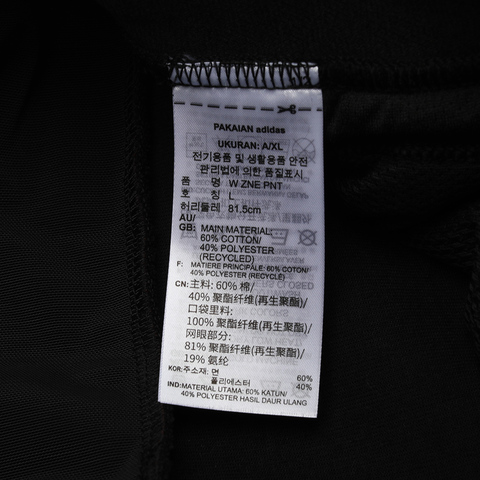 PAKAIAN adidas
UKURAN: A/XL
전기용품 및 생활용품 안전
관리법에 의한 품질표시
품 명 W ZNE PNT
호 칭 L
허리둘레 81.5cm
AU/
GB: MAIN MATERIAL:
60% COTTON/
40% POLYESTER
(RECYCLED)
F: MATIERE PRINCIPALE: 60% COTON/
40% POLYESTER (RECYCLÉ)
CN: 主料: 60% 棉/
40% 聚酯纤维(再生聚酯)/
口袋里料:
100% 聚酯纤维(再生聚酯)/
网眼部分:
81% 聚酯纤维(再生聚酯)/
19% 氨纶
KOR: 주소재: 면 60%
폴리에스터 40%
IND: MATERIAL UTAMA: 60% KATUN/
40% POLYESTER HASIL DAUR ULANG